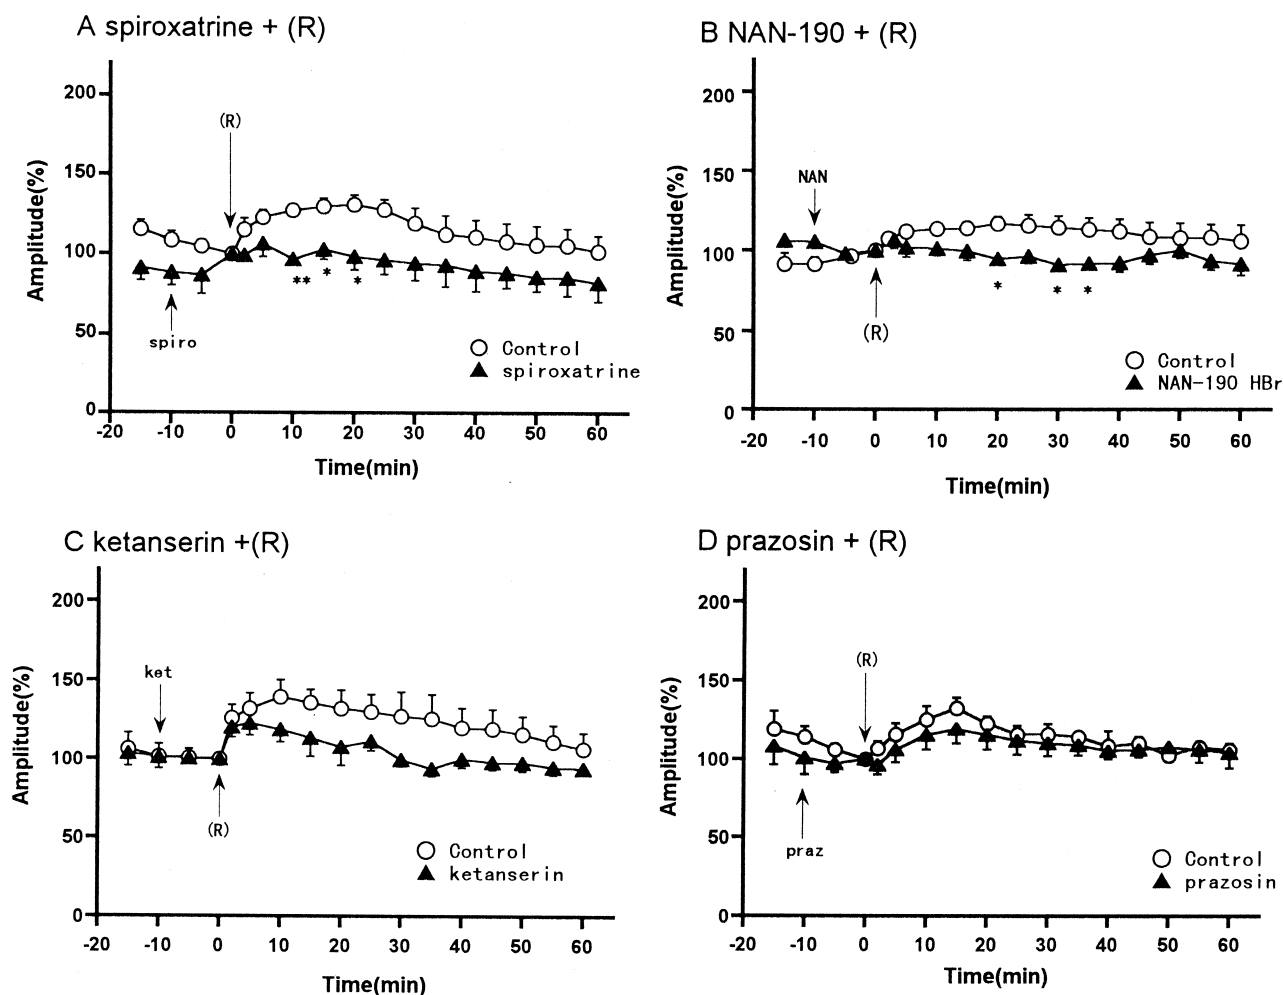 A spiroxatrine + (R)
200
150
100
50
0
Amplitude(%)
(R)
spiro
Control
spiroxatrine
**
*
*
-20 -10 0 10 20 30 40 50 60
Time(min)
B NAN-190 + (R)
200
150
100
50
0
Amplitude(%)
NAN
(R)
*
*
*
Control
NAN-190 HBr
-20 -10 0 10 20 30 40 50 60
Time(min)
C ketanserin +(R)
200
150
100
50
0
Amplitude(%)
ket
(R)
Control
ketanserin
-20 -10 0 10 20 30 40 50 60
Time(min)
D prazosin + (R)
200
150
100
50
0
Amplitude(%)
(R)
praz
Control
prazosin
-20 -10 0 10 20 30 40 50 60
Time(min)